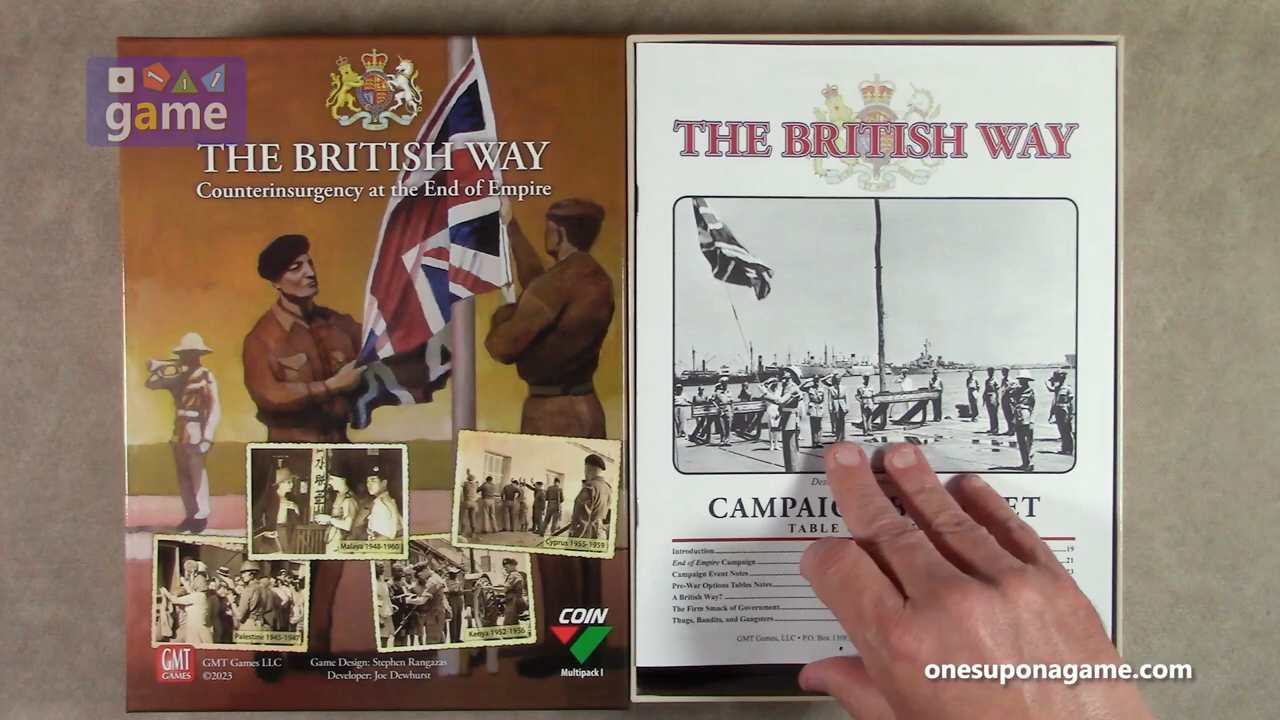 game
THE BRITISH WAY
Counterinsurgency at the End of Empire
Malaya 1948-1960
Cyprus 1955-1959
Palestine 1945-1947
Kenya 1952-1956
GMT
GAMES
GMT Games LLC
©2023
Game Design: Stephen Rangazas
Developer: Joe Dewhurst
COIN
Multipack I
THE BRITISH WAY
CAMPAIG
ET
TABLE
Introduction 19
End of Empire Campaign 21
Campaign Event Notes 23
Pre-War Options Tables Notes
A British Way?
The Firm Smack of Government
Thugs, Bandits, and Gangsters
GMT Games, LLC • P.O. Box 1308
onesuponagame.com